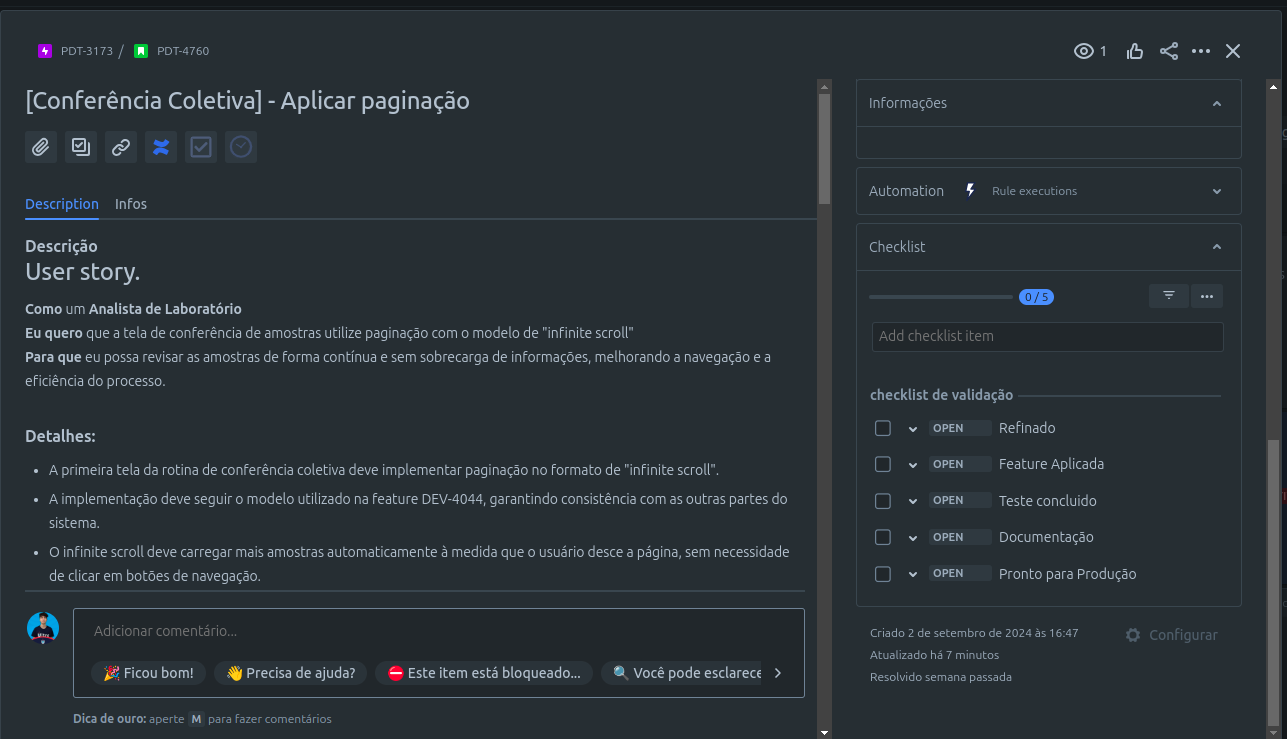 PDT-3173 / PDT-4760
1
[Conferência Coletiva] - Aplicar paginação
Description Infos
Descrição
User story.
Como um Analista de Laboratório
Eu quero que a tela de conferência de amostras utilize paginação com o modelo de "infinite scroll"
Para que eu possa revisar as amostras de forma contínua e sem sobrecarga de informações, melhorando a navegação e a
eficiência do processo.
Detalhes:
• A primeira tela da rotina de conferência coletiva deve implementar paginação no formato de "infinite scroll".
• A implementação deve seguir o modelo utilizado na feature DEV-4044, garantindo consistência com as outras partes do
sistema.
• O infinite scroll deve carregar mais amostras automaticamente à medida que o usuário desce a página, sem necessidade
de clicar em botões de navegação.
Adicionar comentário...
🎉 Ficou bom! 👋 Precisa de ajuda? ⛔ Este item está bloqueado... 🔍 Você pode esclarece
Dica de ouro: aperte M para fazer comentários
Informações
Automation Rule executions
Checklist
0 / 5
Add checklist item
checklist de validação
OPEN Refinado
OPEN Feature Aplicada
OPEN Teste concluido
OPEN Documentação
OPEN Pronto para Produção
Criado 2 de setembro de 2024 às 16:47
Configurar
Atualizado há 7 minutos
Resolvido semana passada